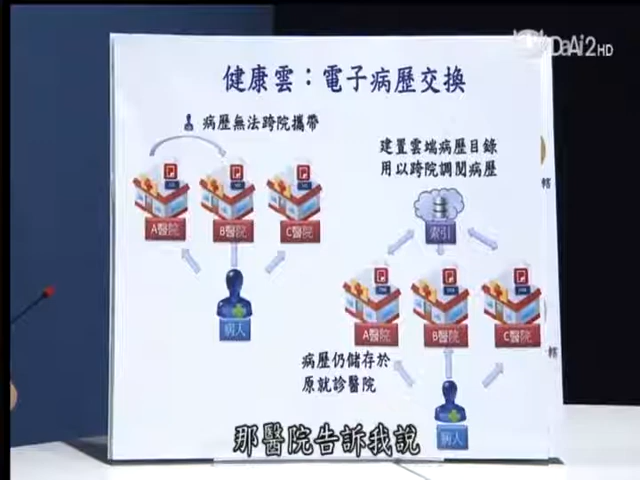 DaAi2HD
健康雲：電子病歷交換
病歷無法跨院攜帶
A醫院
B醫院
C醫院
病人
建置雲端病歷目錄
用以跨院調閱病歷
索引
A醫院
B醫院
C醫院
病歷仍儲存於
原就診醫院
病人
那醫院告訴我說